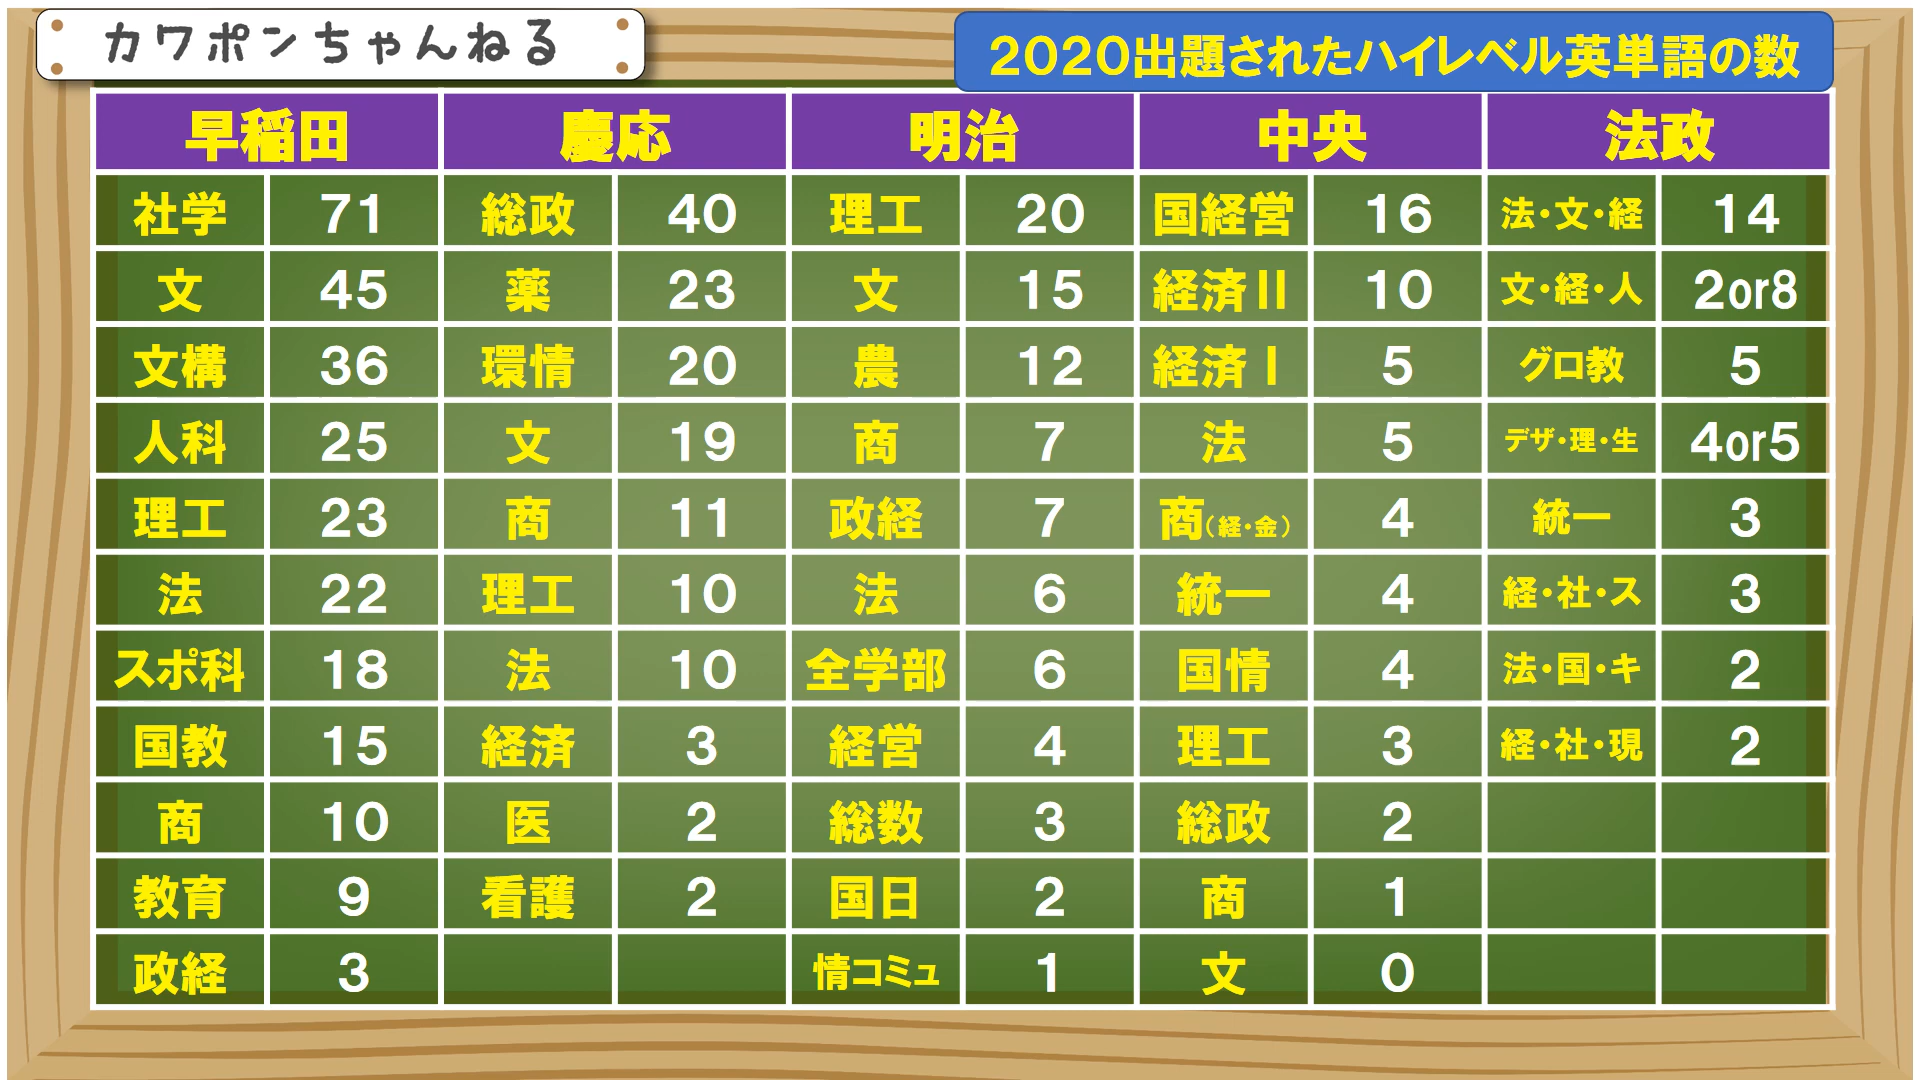 カワポンちゃんねる
2020出題されたハイレベル英単語の数
早稲田 慶応 明治 中央 法政
社学 71 総政 40 理工 20 国経営 16 法・文・経 14
文 45 薬 23 文 15 経済Ⅱ 10 文・経・人 2or8
文構 36 環情 20 農 12 経済Ⅰ 5 グロ教 5
人科 25 文 19 商 7 法 5 デザ・理・生 4or5
理工 23 商 11 政経 7 商(経・金) 4 統一 3
法 22 理工 10 法 6 統一 4 経・社・ス 3
スポ科 18 法 10 全学部 6 国情 4 法・国・キ 2
国教 15 経済 3 経営 4 理工 3 経・社・現 2
商 10 医 2 総数 3 総政 2
教育 9 看護 2 国日 2 商 1
政経 3 情コミュ 1 文 0